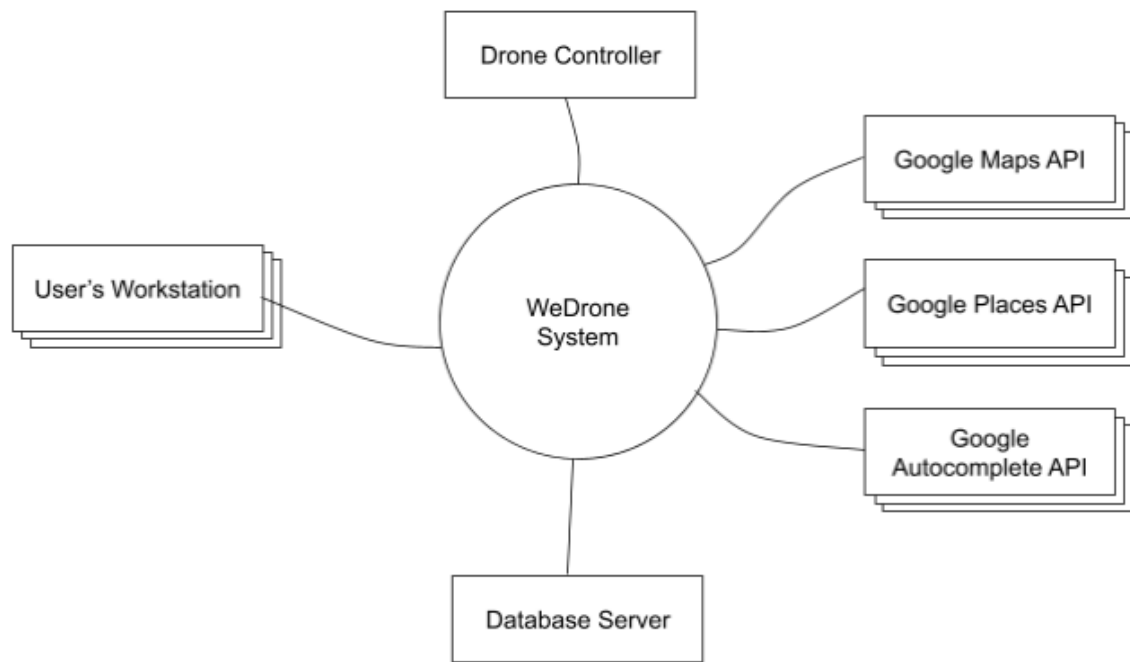 Drone Controller
Google Maps API
User’s Workstation
WeDrone
System
Google Places API
Google
Autocomplete API
Database Server